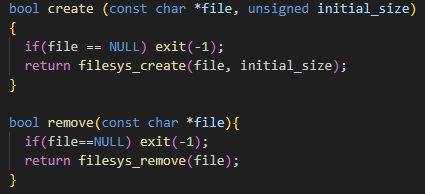 bool create (const char *file, unsigned initial_size)
{
  if(file == NULL) exit(-1);
  return filesys_create(file, initial_size);
}

bool remove(const char *file){
  if(file==NULL) exit(-1);
  return filesys_remove(file);
}